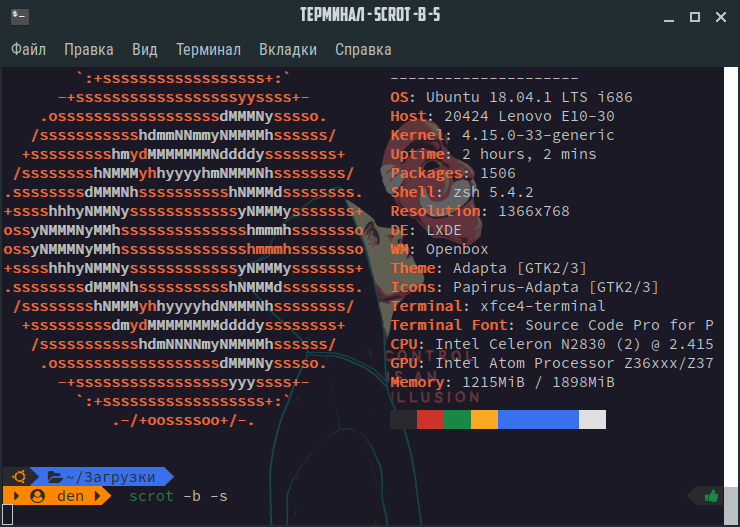 ТЕРМИНАЛ - SCROT -B -S
Файл Правка Вид Терминал Вкладки Справка
`:+ssssssssssssssssss+:` ---------------------
-+ssssssssssssssssssyyssss+- OS: Ubuntu 18.04.1 LTS i686
.ossssssssssssssssssdMMMNysssso. Host: 20424 Lenovo E10-30
/ssssssssssshdmmNNmmyNMMMMhssssss/ Kernel: 4.15.0-33-generic
+ssssssssshmydMMMMMMMNddddyssssssss+ Uptime: 2 hours, 2 mins
/sssssssshNMMMyhhyyyyhmNMMMNhssssssss/ Packages: 1506
.ssssssssdMMMNhsssssssssshNMMMdssssssss. Shell: zsh 5.4.2
+sssshhhyNMMNyssssssssssssyNMMMysssssss+ Resolution: 1366x768
ossyNMMMNyMMhsssssssssssssshmmmhssssssso DE: LXDE
ossyNMMMNyMMhsssssssssssssshmmmhssssssso WM: Openbox
+sssshhhyNMMNyssssssssssssyNMMMysssssss+ Theme: Adapta [GTK2/3]
.ssssssssdMMMNhsssssssssshNMMMdssssssss. Icons: Papirus-Adapta [GTK2/3]
/sssssssshNMMMyhhyyyyhdNMMMNhssssssss/ Terminal: xfce4-terminal
+sssssssssdmydMMMMMMMMddddyssssssss+ Terminal Font: Source Code Pro for P
/ssssssssssshdmNNNNmyNMMMMhssssss/ CPU: Intel Celeron N2830 (2) @ 2.415
.ossssssssssssssssssdMMMNysssso. GPU: Intel Atom Processor Z36xxx/Z37
-+sssssssssssssssssyyyssss+- Memory: 1215MiB / 1898MiB
`:+ssssssssssssssssss+:`
.-/+oossssoo+/-.
CONTROL
IS AN
ILLUSION
~/Загрузки
den scrot -b -s